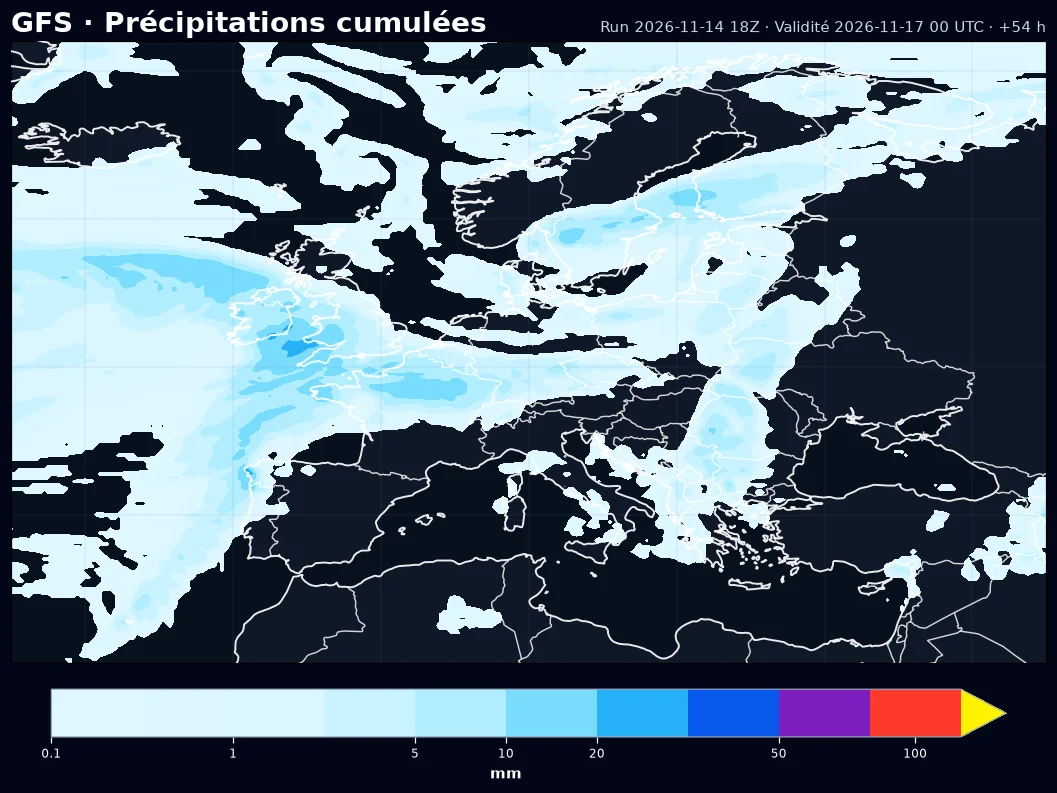 GFS · Précipitations cumulées
Run 2026-11-14 18Z · Validité 2026-11-17 00 UTC · +54 h
0.1 1 5 10 20 50 100
mm